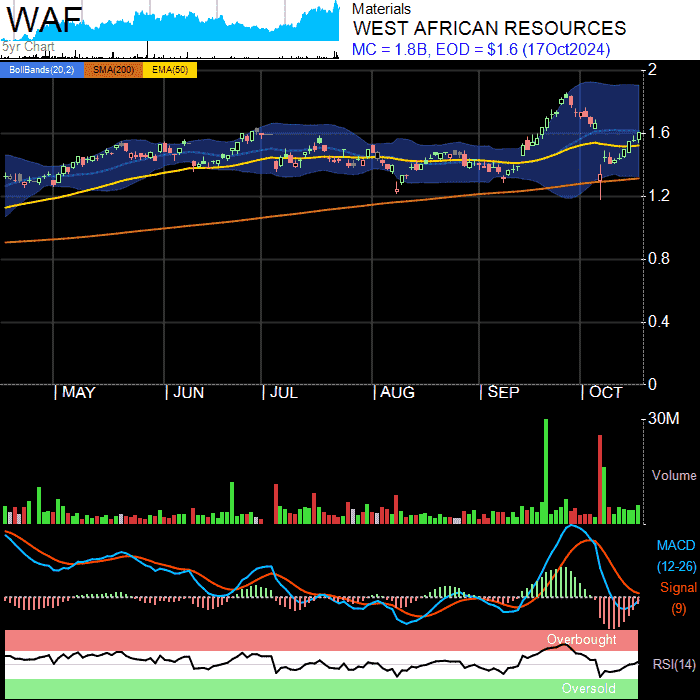 WAF
5yr Chart
Materials
WEST AFRICAN RESOURCES
MC = 1.8B, EOD = $1.6 (17Oct2024)
BollBands(20,2) SMA(200) EMA(50)
2
1.6
1.2
0.8
0.4
0
MAY JUN JUL AUG SEP OCT
30M
Volume
MACD
(12-26)
Signal
(9)
Overbought
RSI(14)
Oversold